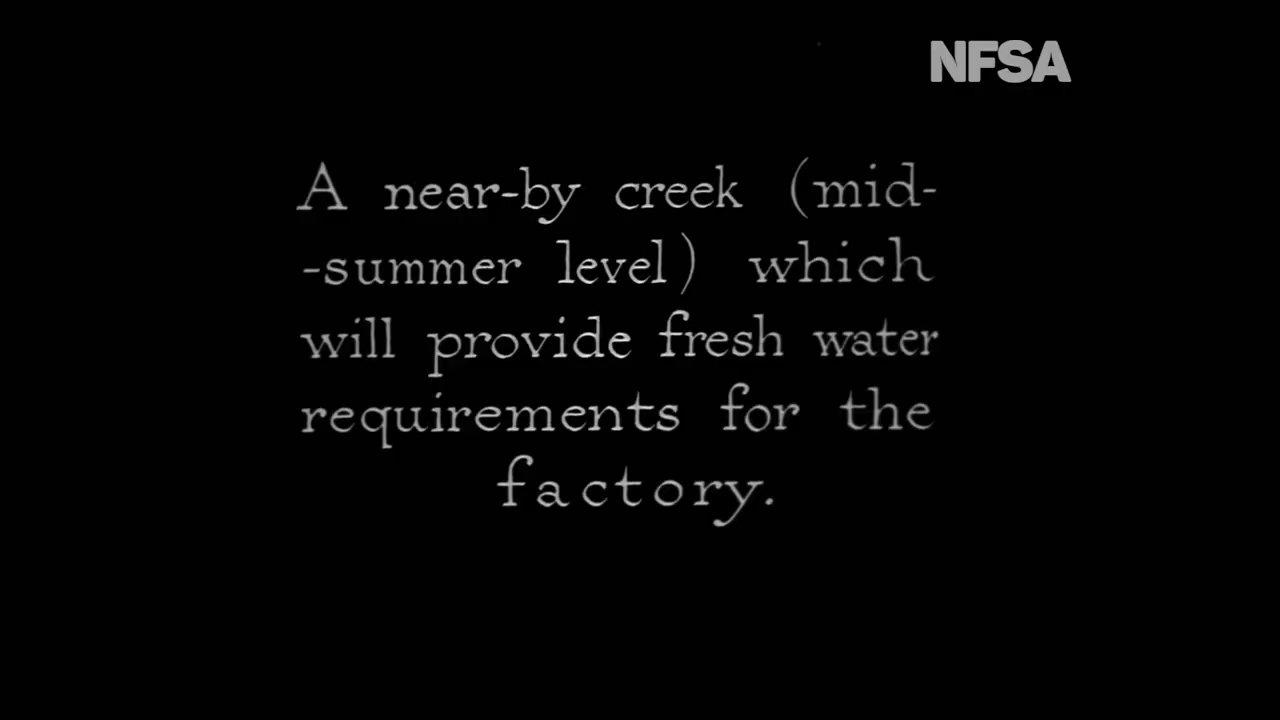 NFSA
A near-by creek (mid-
-summer level) which
will provide fresh water
requirements for the
factory.